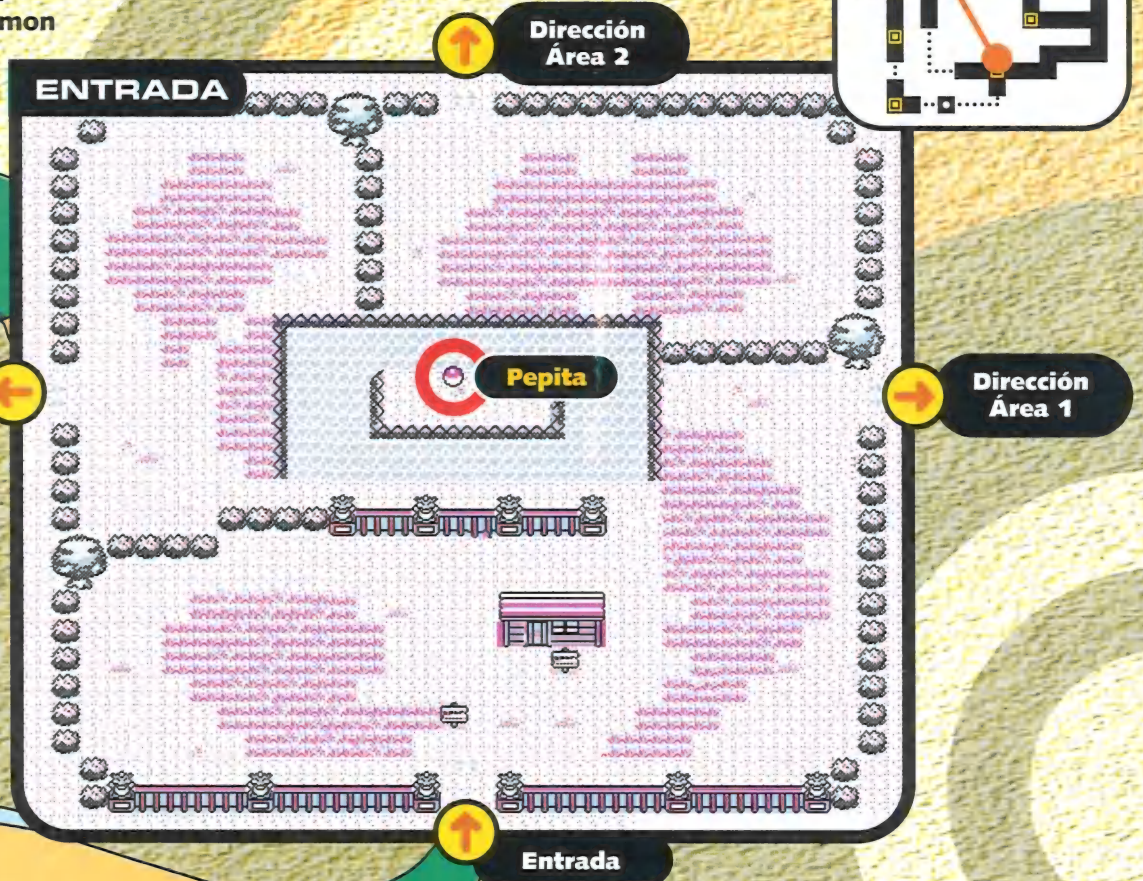 mon
Dirección
Área 2
ENTRADA
Pepita
Dirección
Área 1
Entrada